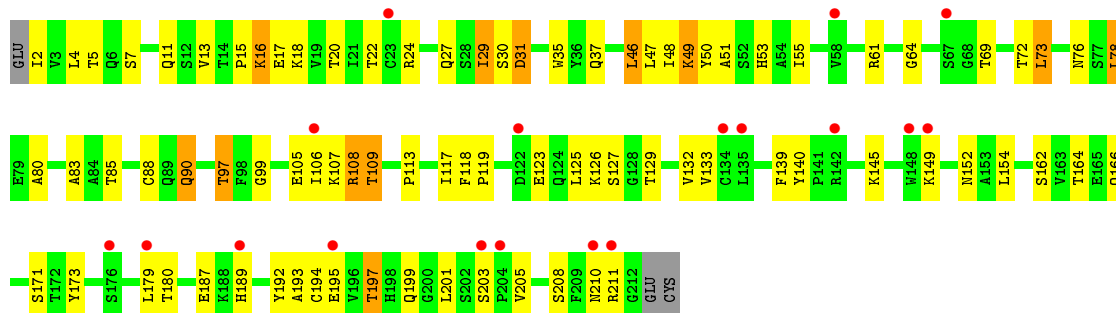 GLU I2 V3 L4 T5 Q6 S7 Q11 S12 V13 T14 P15 K16 E17 K18 V19 T20 I21 T22 C23 R24 Q27 S28 I29 S30 D31 W35 Y36 Q37 L46 L47 I48 K49 Y50 A51 S52 H53 A54 I55 V58 R61 G64 S67 G68 T69 T72 L73 N76 S77 L78
E79 A80 A83 A84 T85 C88 Q89 Q90 T97 F98 G99 E105 I106 K107 R108 T109 P113 I117 F118 P119 D122 E123 Q124 L125 K126 S127 G128 T129 V132 V133 C134 L135 F139 Y140 P141 R142 K145 W148 K149 N152 A153 L154 S162 V163 T164 E165 Q166
S171 T172 Y173 S176 L179 T180 E187 K188 H189 Y192 A193 C194 E195 V196 T197 H198 Q199 G200 L201 S202 S203 P204 V205 S208 F209 N210 R211 G212 GLU CYS